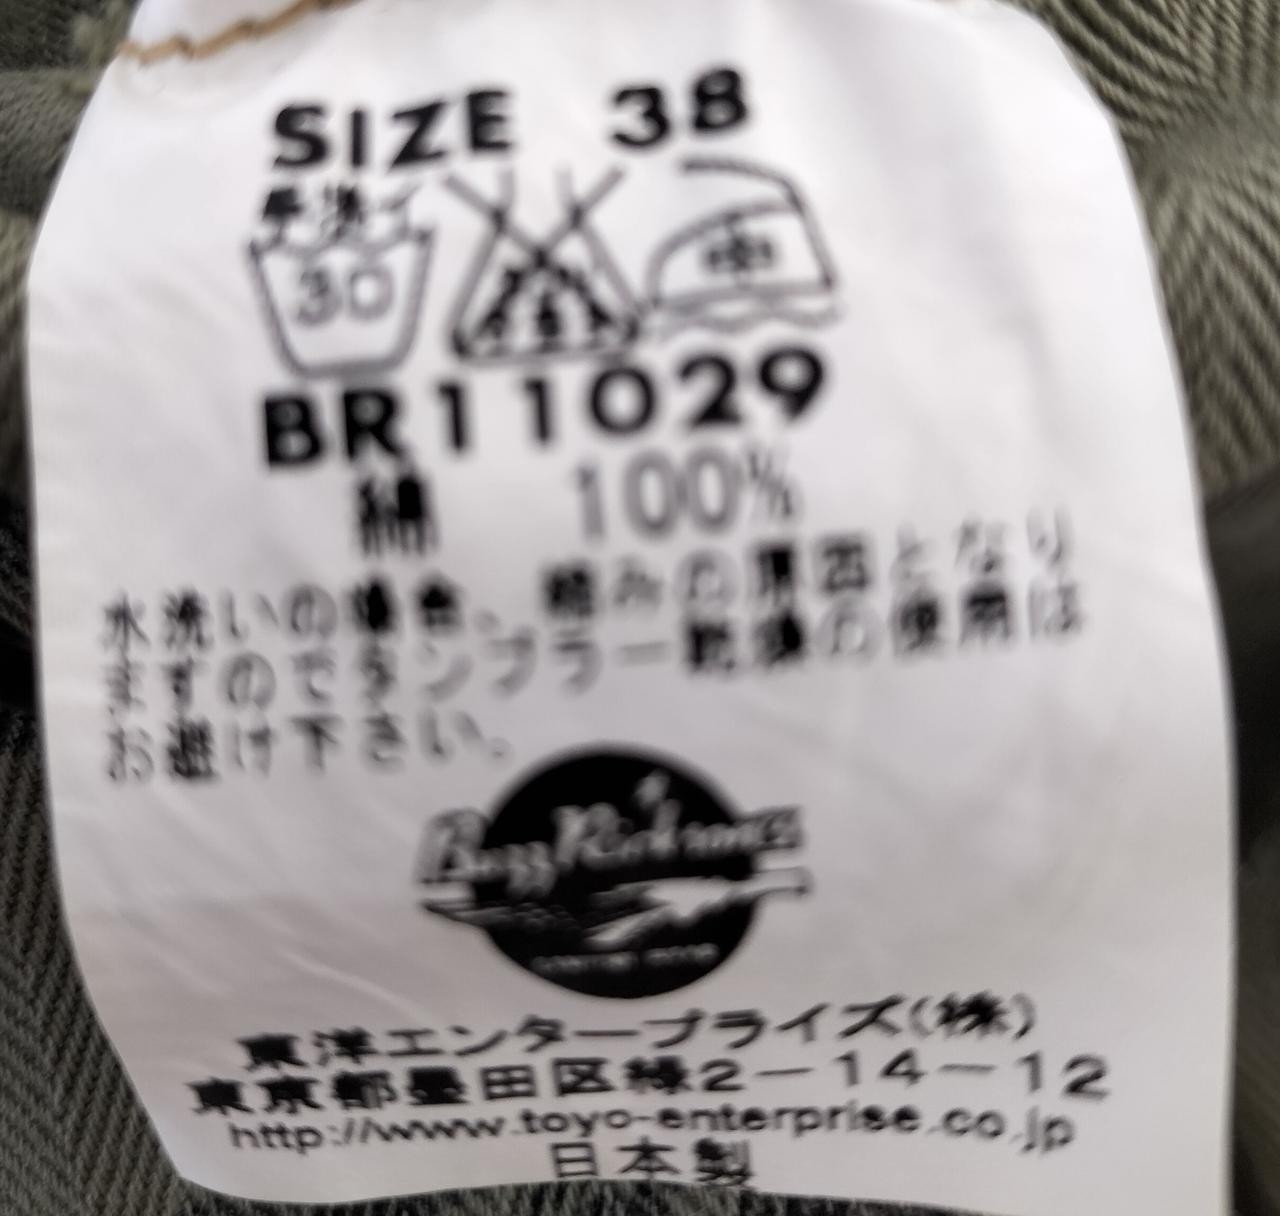 SIZE 38
手洗イ
30 中
BR11029
綿 100%
水洗いの場合、縮みの原因となり
ますのでタンブラー乾燥の使用は
お避け下さい。
Buzz Rickson's
東洋エンタープライズ(株)
東京都墨田区緑2-14-12
http://www.toyo-enterprise.co.jp
日本製